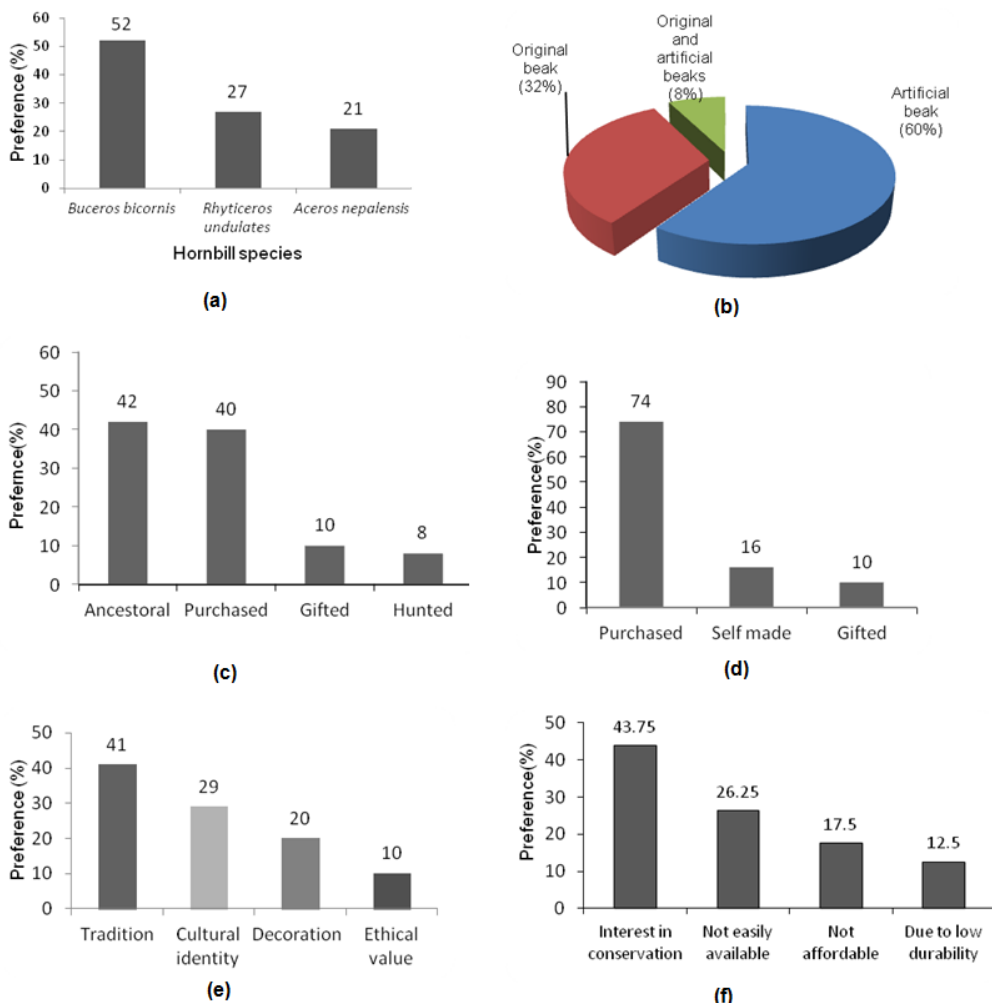 60
50
40
30
20
10
0
Preference (%)
52
27
21
Buceros bicornis
Rhyticeros
undulates
Aceros nepalensis
Hornbill species
(a)
Original
beak
(32%)
Original
and
artificial
beaks
(8%)
Artificial
beak
(60%)
(b)
60
50
40
30
20
10
0
Prefernce(%)
42
40
10
8
Ancestoral
Purchased
Gifted
Hunted
(c)
90
80
70
60
50
40
30
20
10
0
Preference(%)
74
16
10
Purchased
Self made
Gifted
(d)
50
40
30
20
10
0
Preference(%)
41
29
20
10
Tradition
Cultural
identity
Decoration
Ethical
value
(e)
50
40
30
20
10
0
Preference(%)
43.75
26.25
17.5
12.5
Interest in
conservation
Not easily
available
Not
affordable
Due to low
durability
(f)